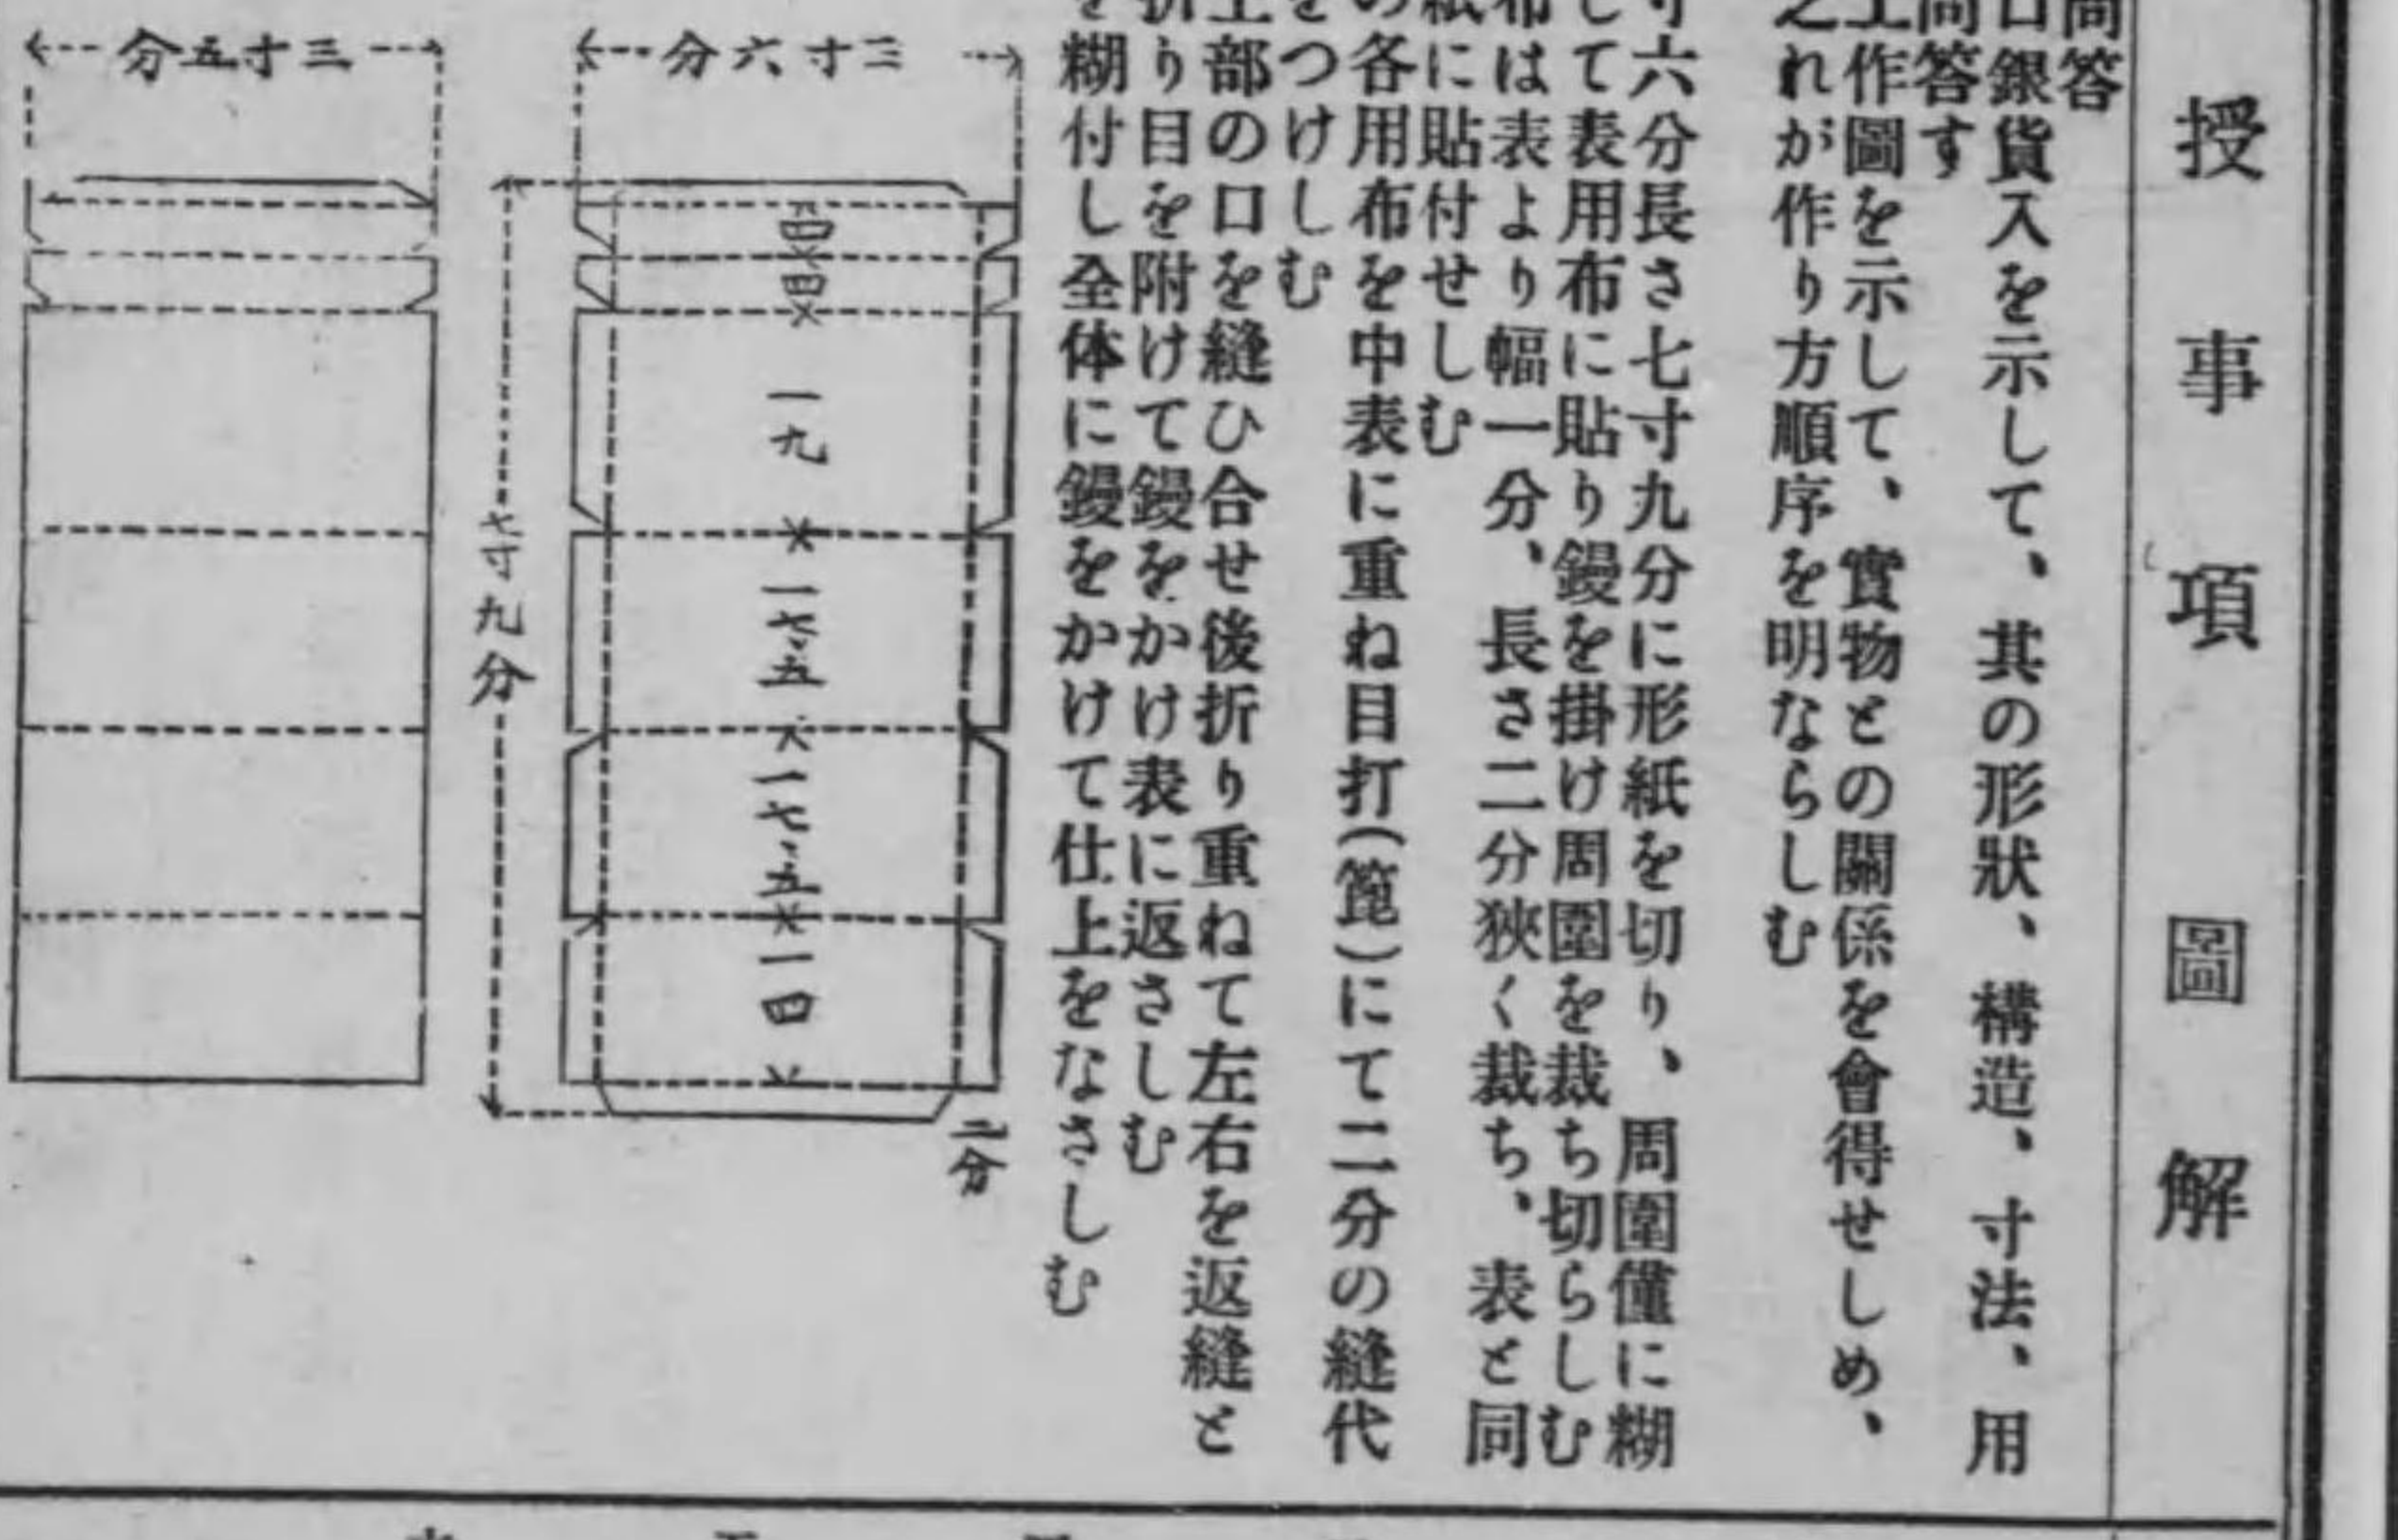 授事項圖解
問答
口銀貨入を示して、其の形狀、構造、寸法、用
問答す
工作圖を示して、實物との關係を會得せしめ、
之れが作り方順序を明ならしむ
寸六分長さ七寸九分に形紙を切り、周圍僅に糊
して表用布に貼り鏝を掛け周圍を裁ち切らしむ
布は表より幅一分、長さ二分狹く裁ち、表と同
紙に貼付せしむ
の各用布を中表に重ね目打(篦)にて二分の縫代
をつけしむ
上部の口を縫ひ合せ後折り重ねて左右を返縫と
折り目を附けて鏝をかけ表に返さしむ
を糊付し全体に鏝をかけて仕上をなさしむ
三寸六分
四
四
一九
一七、五
一七、五
一四
二分
七寸九分
三寸五分